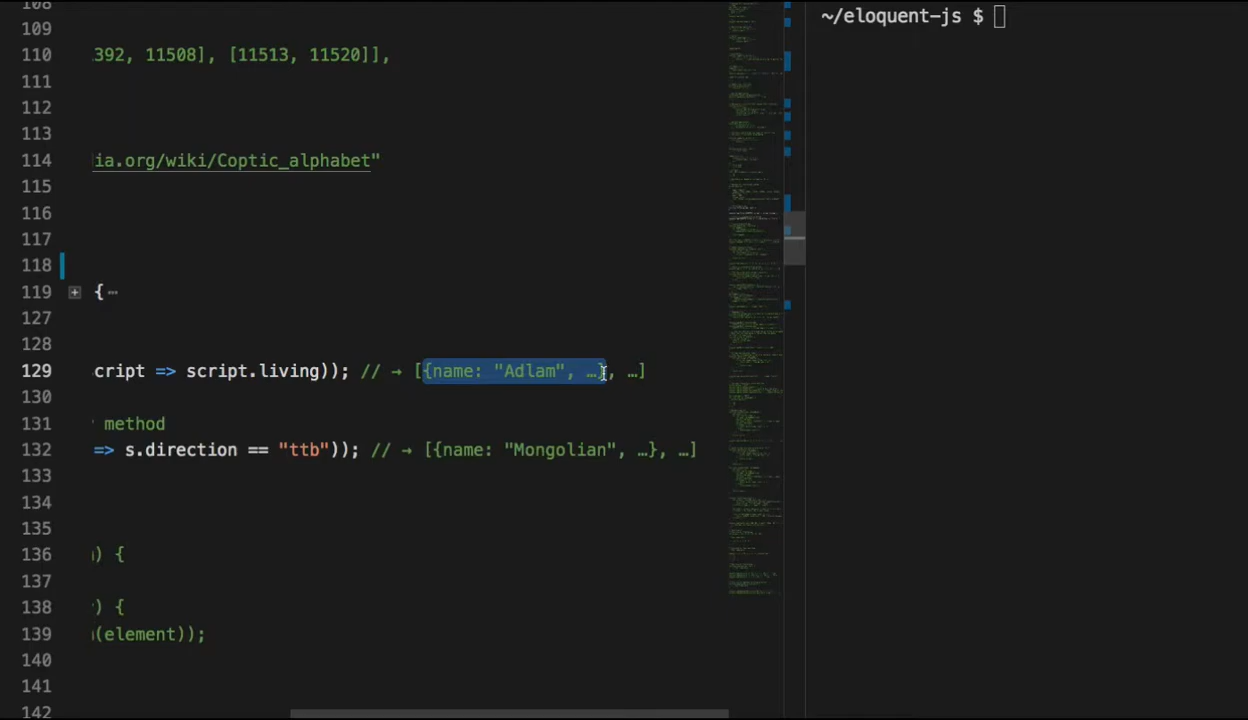 108
109
110 392, 11508], [11513, 11520]],
111
112
113
114 ia.org/wiki/Coptic_alphabet"
115
116
117
118
119 {…
127
128
129 cript => script.living)); // → [{name: "Adlam", …}, …]
130
131 method
132 => s.direction == "ttb")); // → [{name: "Mongolian", …}, …]
133
134
135
136 ) {
137
138 ) {
139 (element));
140
141
142
~/eloquent-js $